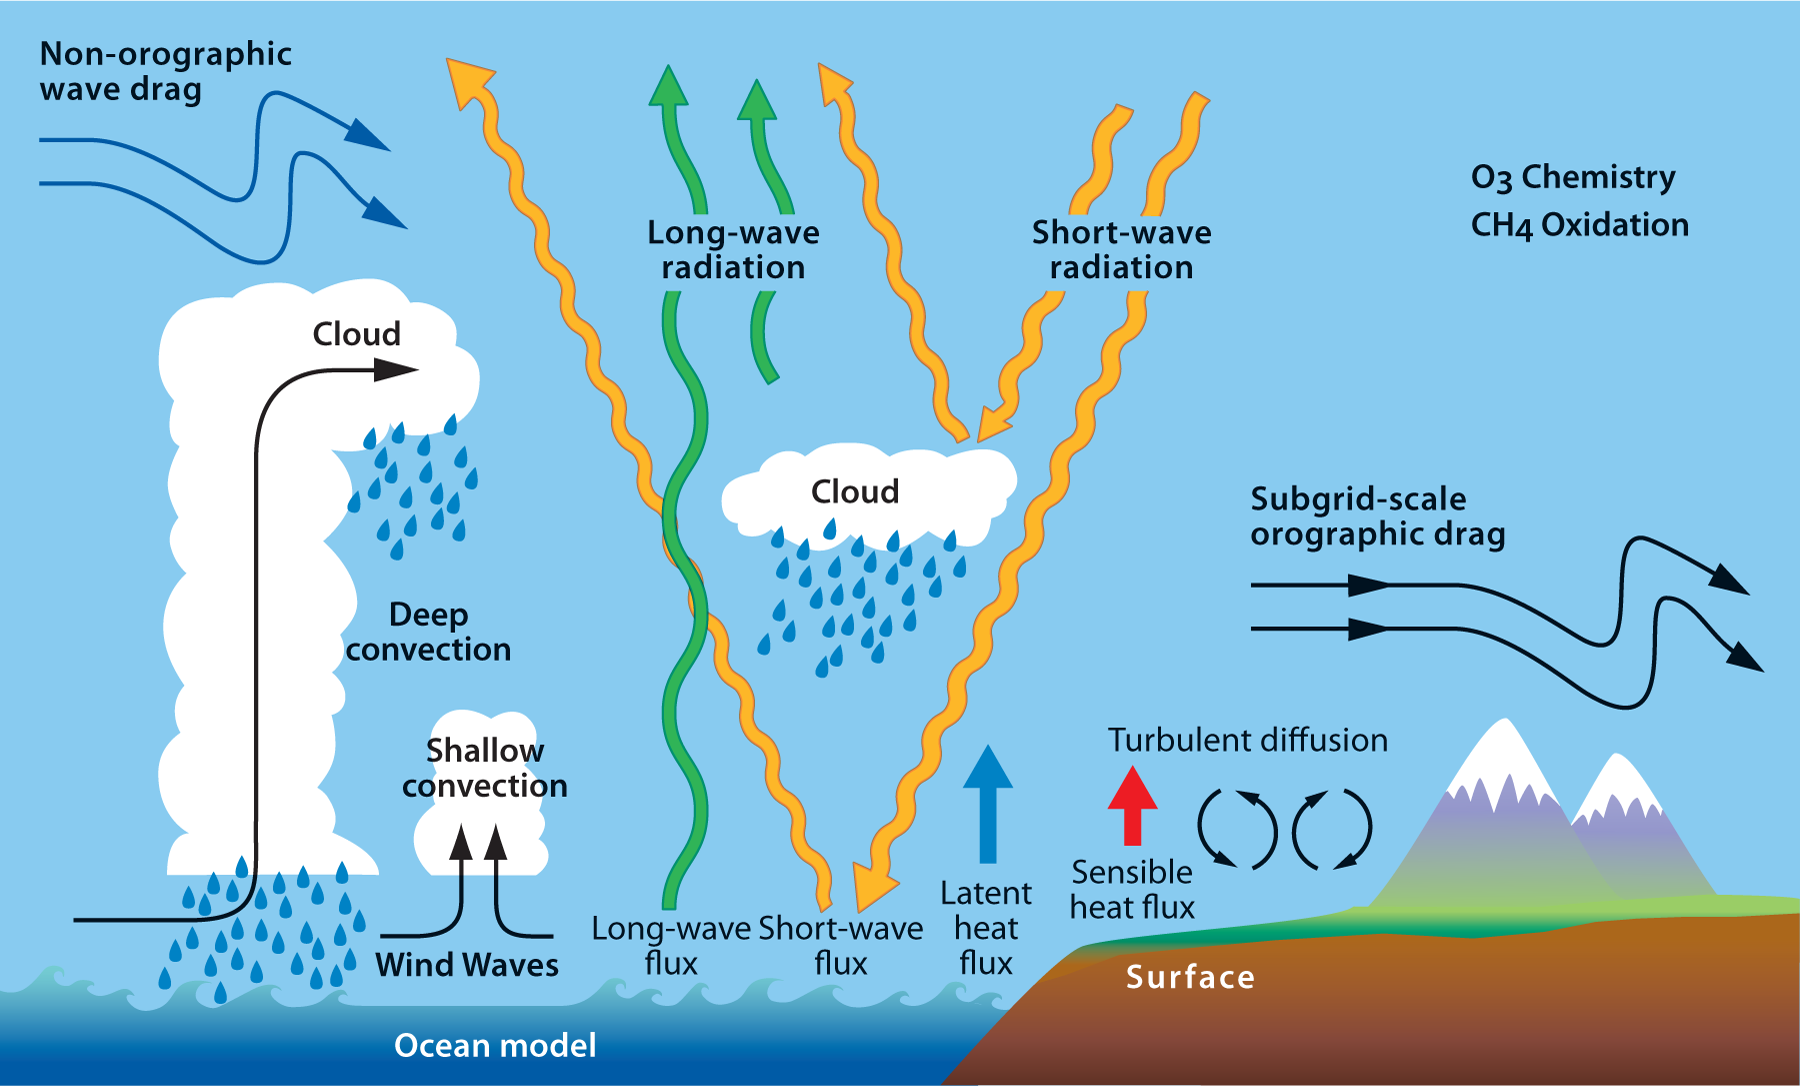 Non-orographic
wave drag
Long-wave
radiation
Short-wave
radiation
O3 Chemistry
CH4 Oxidation
Cloud
Cloud
Subgrid-scale
orographic drag
Deep
convection
Shallow
convection
Turbulent diffusion
Sensible
heat flux
Latent
heat
flux
Long-wave
flux
Short-wave
flux
Wind Waves
Surface
Ocean model